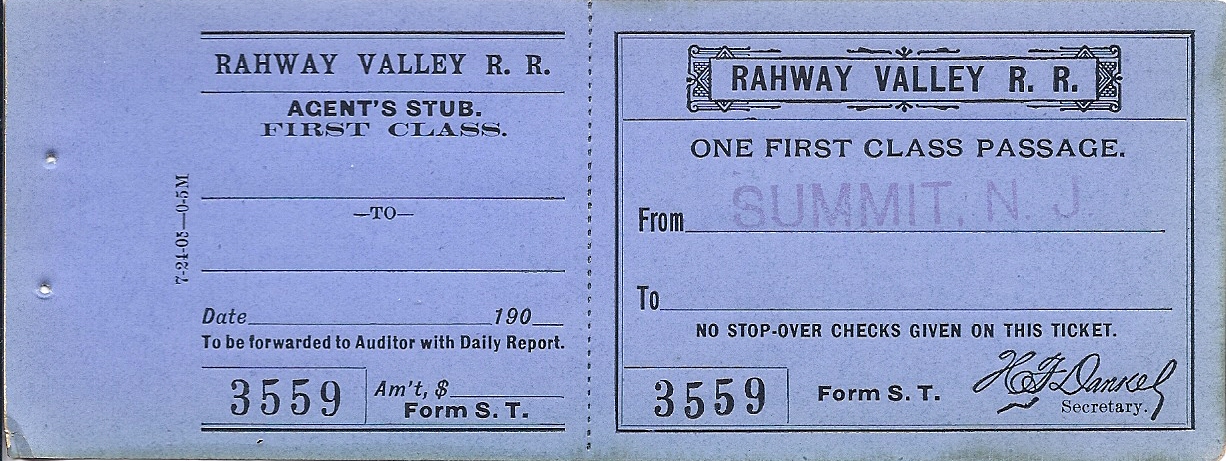 RAHWAY VALLEY R. R.
AGENT'S STUB.
FIRST CLASS.
—TO—
Date 190
To be forwarded to Auditor with Daily Report.
3559
Am't, $
Form S. T.
7-24-05—0-5M
RAHWAY VALLEY R. R.
ONE FIRST CLASS PASSAGE.
From SUMMIT, N J
To
NO STOP-OVER CHECKS GIVEN ON THIS TICKET.
3559
Form S. T.
H F Dankel
Secretary.